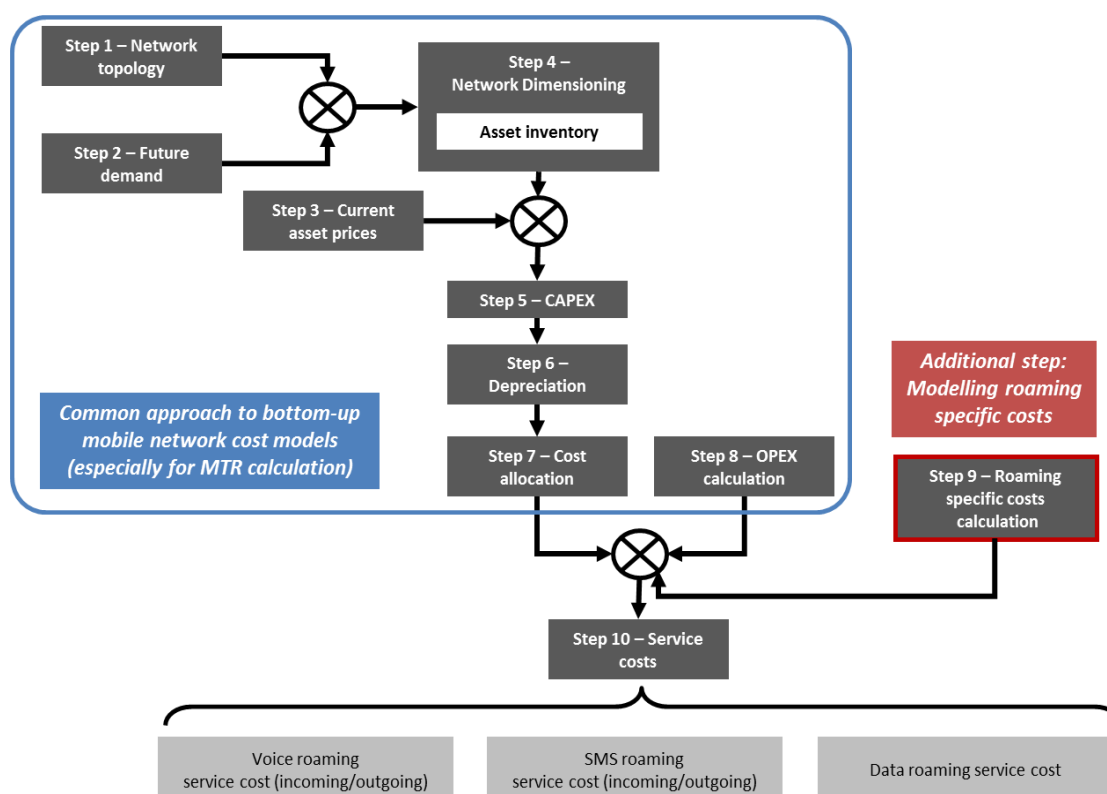 Step 1 – Network
topology
Step 2 – Future
demand
Step 4 –
Network Dimensioning
Asset inventory
Step 3 – Current
asset prices
Step 5 – CAPEX
Step 6 –
Depreciation
Common approach to bottom-up
mobile network cost models
(especially for MTR calculation)
Step 7 – Cost
allocation
Step 8 – OPEX
calculation
Additional step:
Modelling roaming
specific costs
Step 9 – Roaming
specific costs
calculation
Step 10 – Service
costs
Voice roaming
service cost (incoming/outgoing)
SMS roaming
service cost (incoming/outgoing)
Data roaming service cost